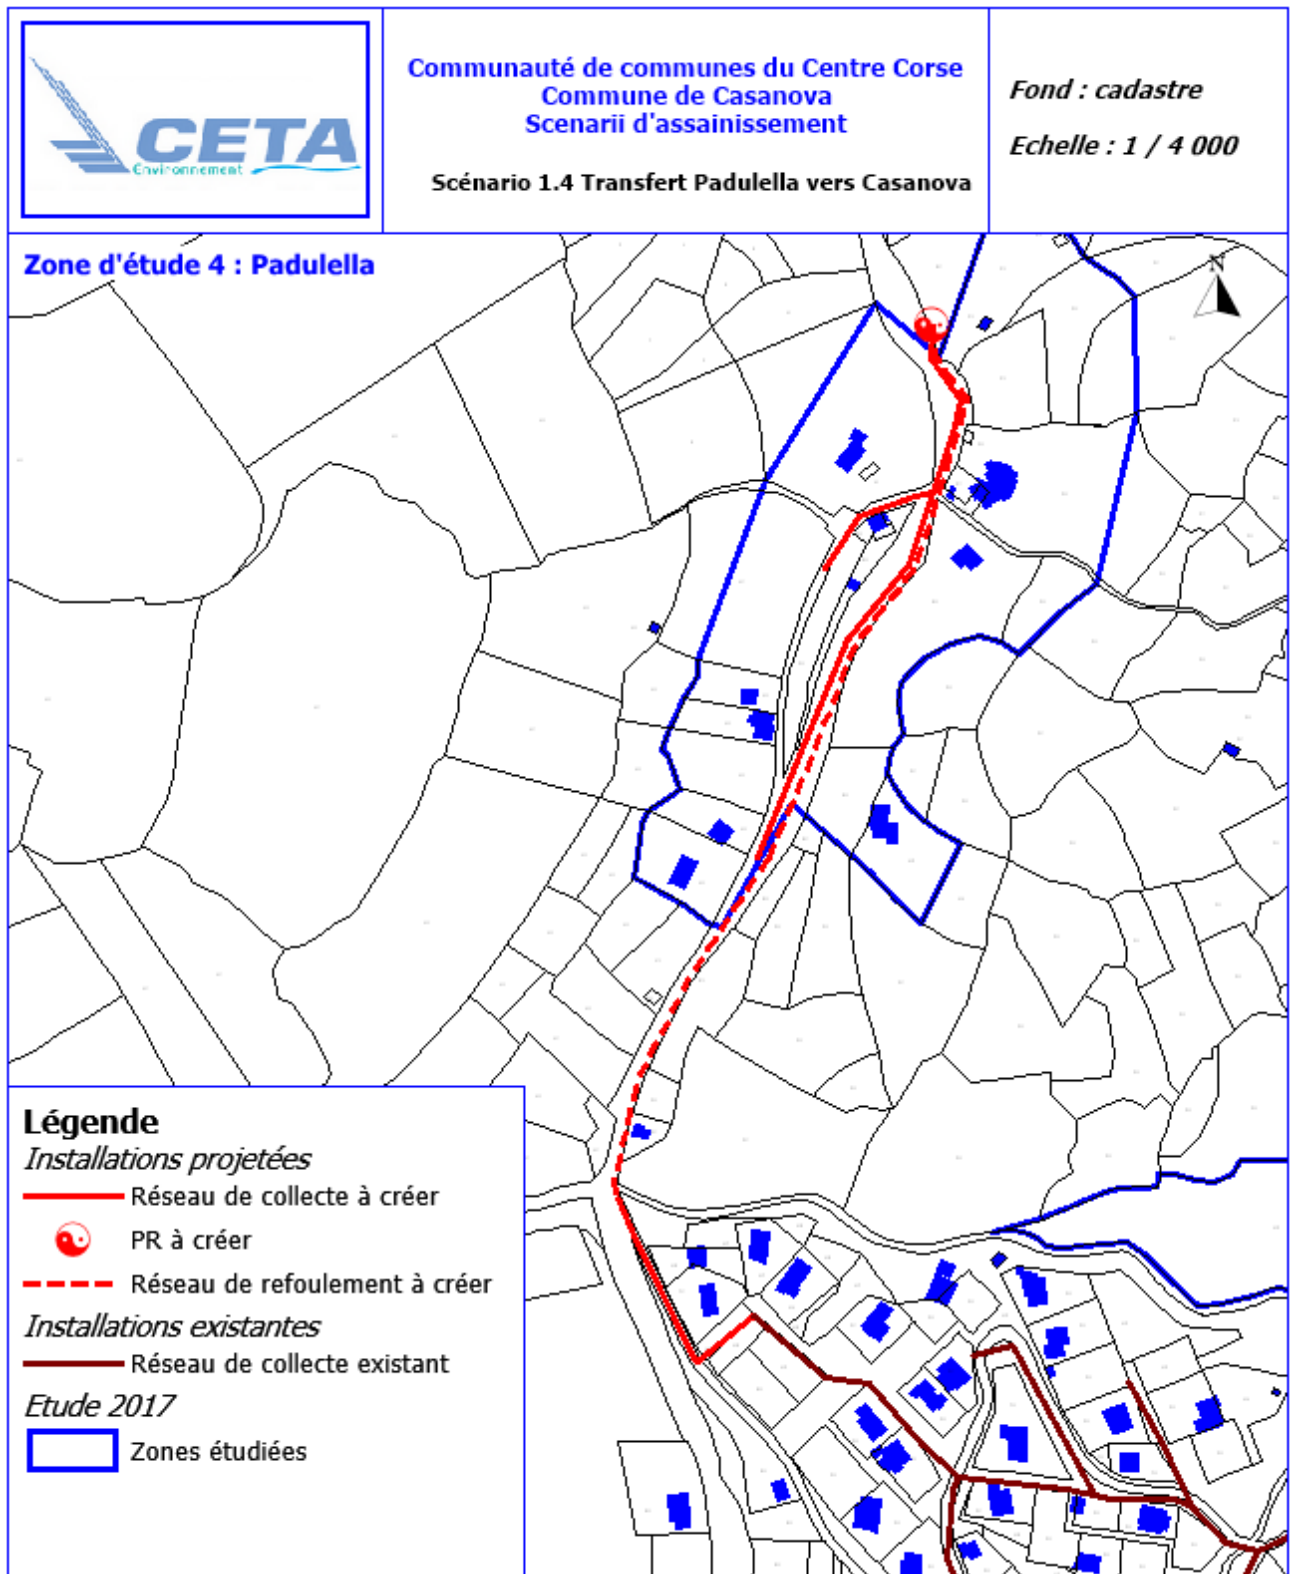 CETA
Environnement
Communauté de communes du Centre Corse
Commune de Casanova
Scenarii d'assainissement
Scénario 1.4 Transfert Padulella vers Casanova
Fond : cadastre
Echelle : 1 / 4 000
Zone d'étude 4 : Padulella
N
Légende
Installations projetées
Réseau de collecte à créer
PR à créer
Réseau de refoulement à créer
Installations existantes
Réseau de collecte existant
Etude 2017
Zones étudiées